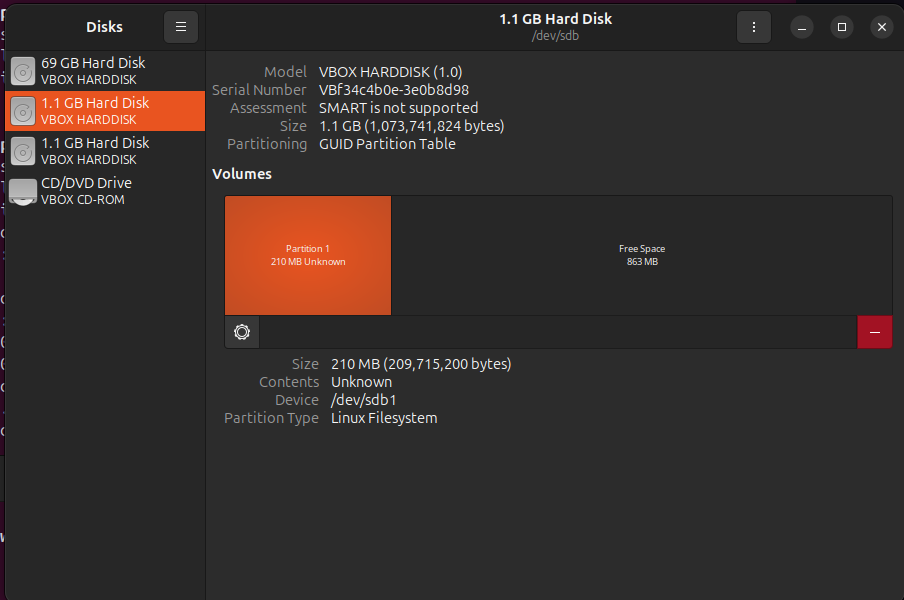 Disks
1.1 GB Hard Disk
/dev/sdb
69 GB Hard Disk
VBOX HARDDISK
1.1 GB Hard Disk
VBOX HARDDISK
1.1 GB Hard Disk
VBOX HARDDISK
CD/DVD Drive
VBOX CD-ROM
Model VBOX HARDDISK (1.0)
Serial Number VBf34c4b0e-3e0b8d98
Assessment SMART is not supported
Size 1.1 GB (1,073,741,824 bytes)
Partitioning GUID Partition Table
Volumes
Partition 1
210 MB Unknown
Free Space
863 MB
Size 210 MB (209,715,200 bytes)
Contents Unknown
Device /dev/sdb1
Partition Type Linux Filesystem